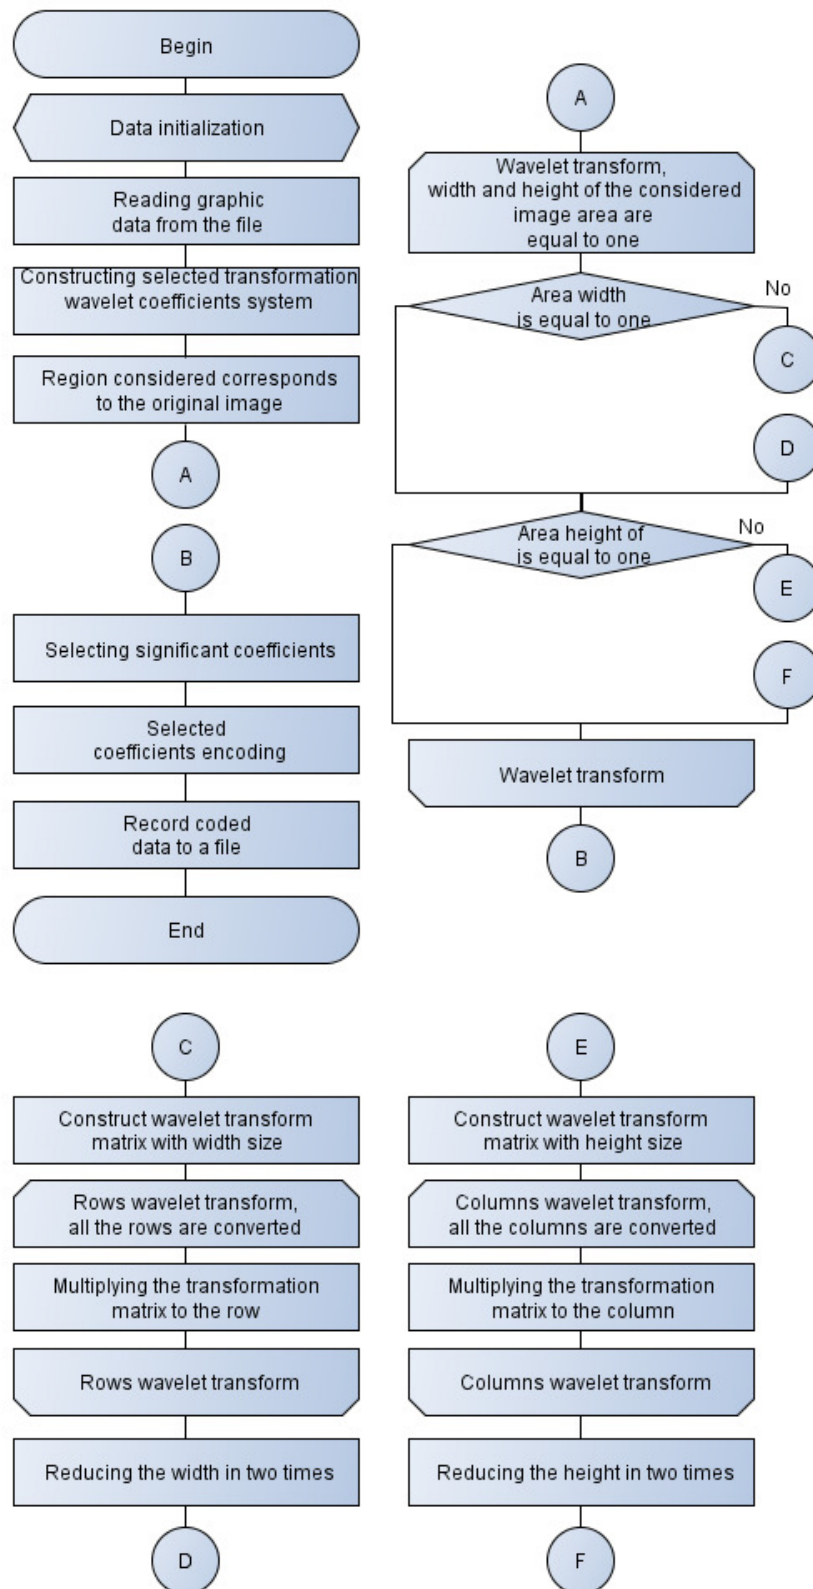 Begin
Data initialization
Reading graphic
data from the file
Constructing selected transformation
wavelet coefficients system
Region considered corresponds
to the original image
A
B
Selecting significant coefficients
Selected
coefficients encoding
Record coded
data to a file
End
A
Wavelet transform,
width and height of the considered
image area are
equal to one
Area width
is equal to one
No
C
D
Area height of
is equal to one
No
E
F
Wavelet transform
B
C
Construct wavelet transform
matrix with width size
Rows wavelet transform,
all the rows are converted
Multiplying the transformation
matrix to the row
Rows wavelet transform
Reducing the width in two times
D
E
Construct wavelet transform
matrix with height size
Columns wavelet transform,
all the columns are converted
Multiplying the transformation
matrix to the column
Columns wavelet transform
Reducing the height in two times
F